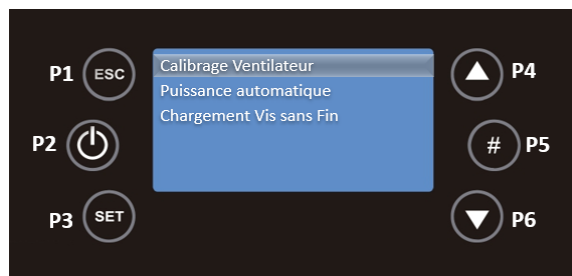 P1 ESC
P2
P3 SET
Calibrage Ventilateur
Puissance automatique
Chargement Vis sans Fin
P4
# P5
P6